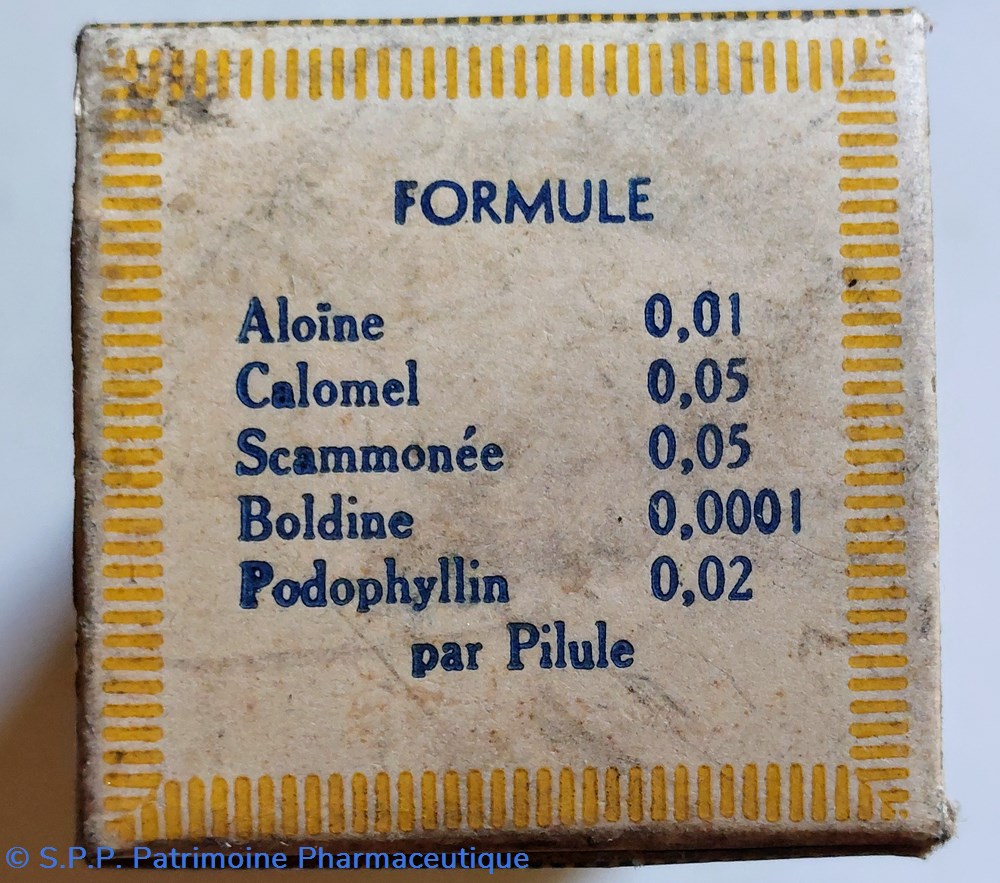 FORMULE
Aloïne 0,01
Calomel 0,05
Scammonée 0,05
Boldine 0,0001
Podophyllin 0,02
par Pilule
© S.P.P. Patrimoine Pharmaceutique